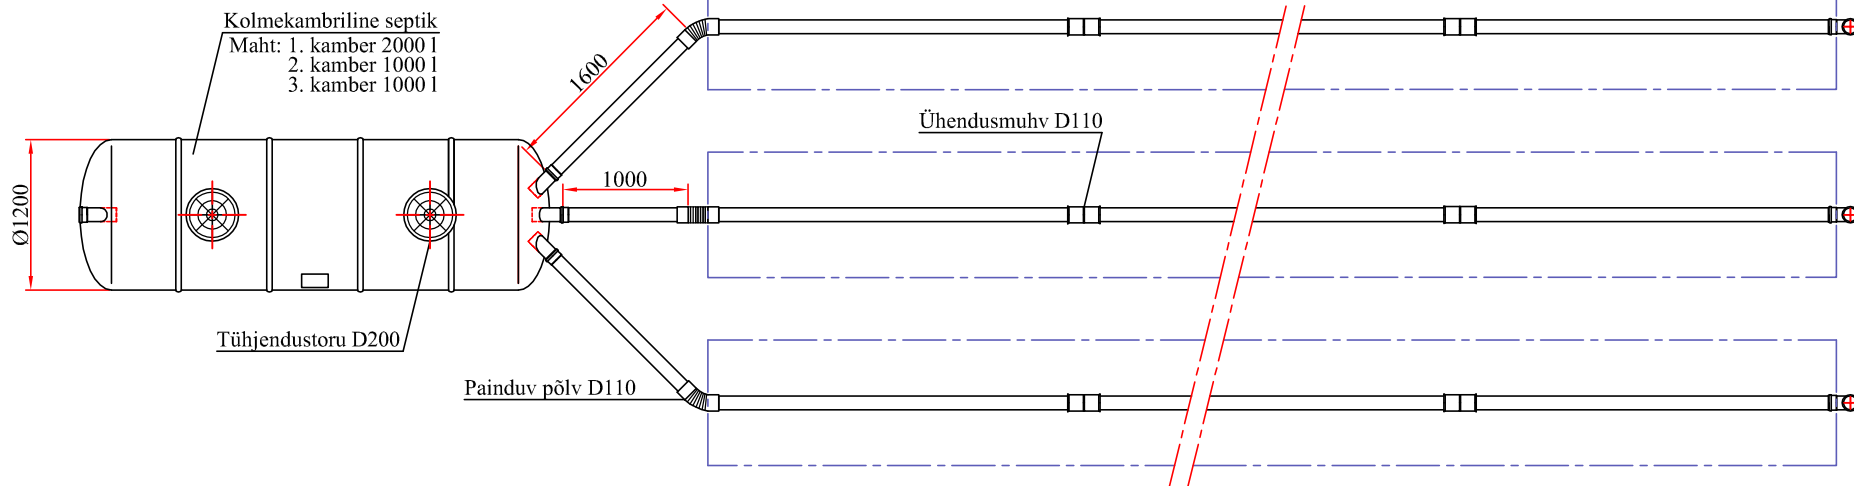 Kolmekambriline septik
Maht: 1. kamber 2000 l
2. kamber 1000 l
3. kamber 1000 l
1600
Ühendusmuhv D110
1000
Ø1200
Tühjendustoru D200
Painduv põlv D110